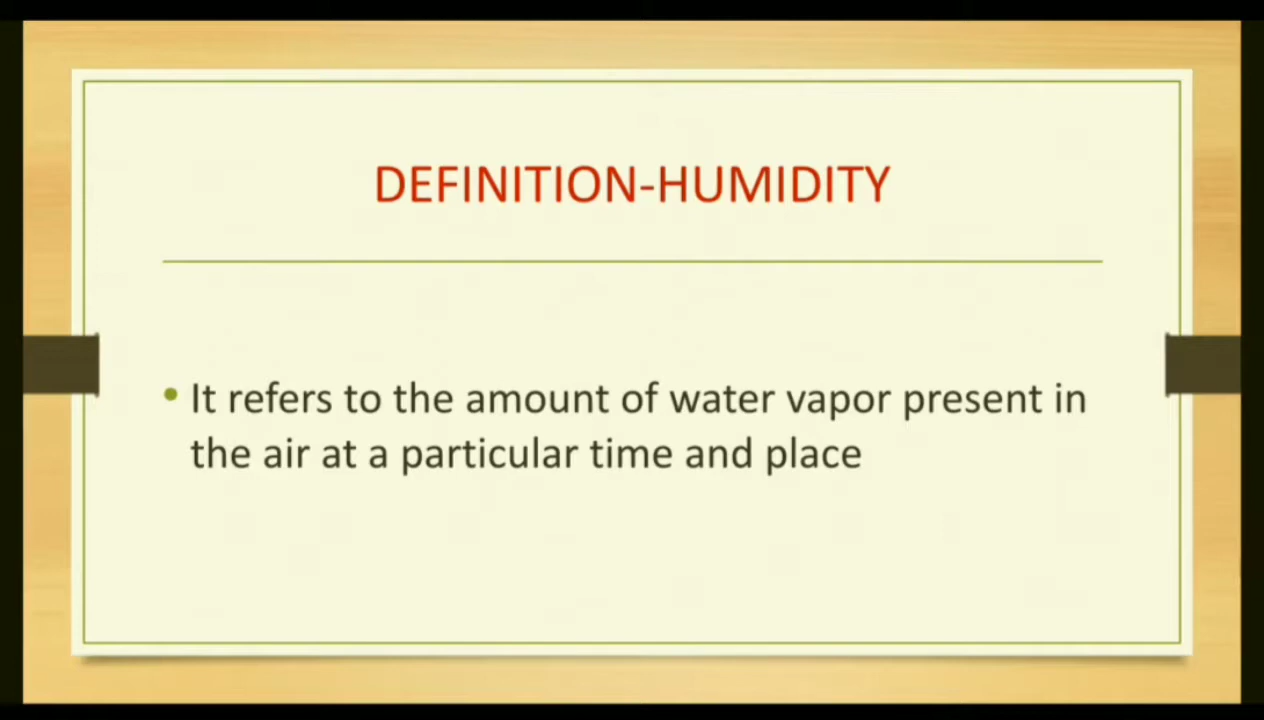 DEFINITION-HUMIDITY
• It refers to the amount of water vapor present in
the air at a particular time and place